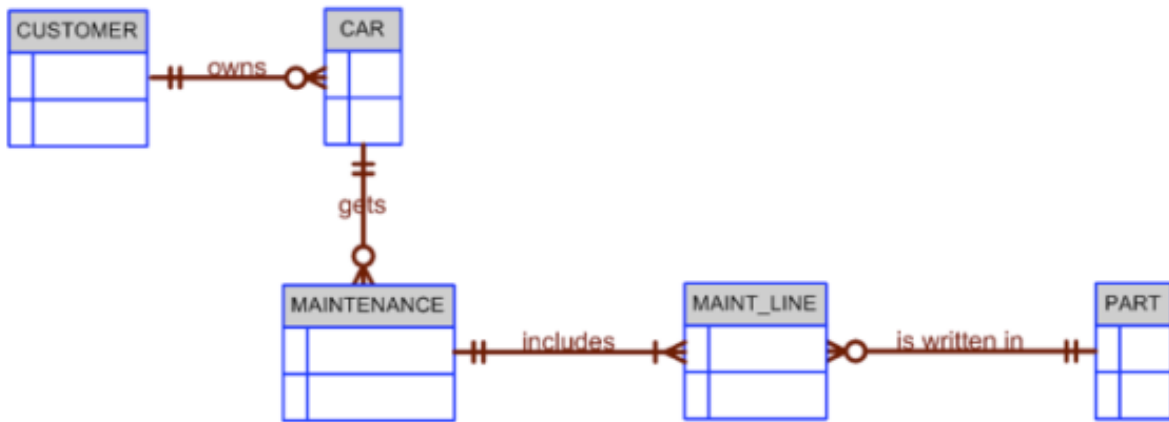 CUSTOMER
CAR
owns
gets
MAINTENANCE
MAINT_LINE
PART
includes
is written in